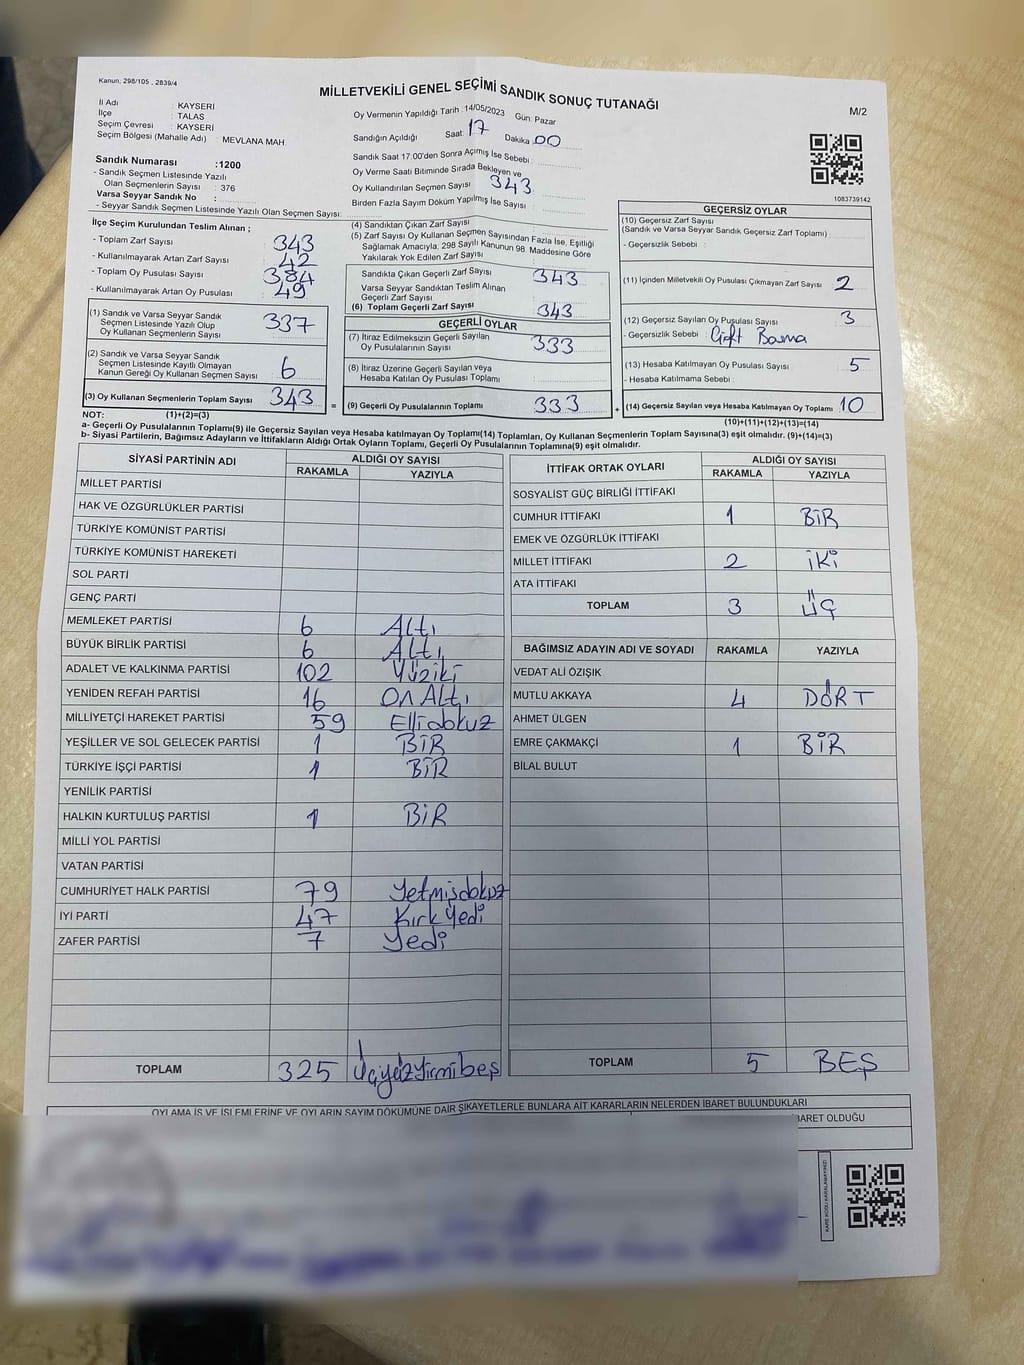 Kanun: 298/105 , 2839/4
MİLLETVEKİLİ GENEL SEÇİMİ SANDIK SONUÇ TUTANAĞI
M/2
İl Adı : KAYSERİ
İlçe : TALAS
Seçim Çevresi : KAYSERİ
Seçim Bölgesi (Mahalle Adı) : MEVLANA MAH
Sandık Numarası : 1200
- Sandık Seçmen Listesinde Yazılı
Olan Seçmenlerin Sayısı : 376
Varsa Seyyar Sandık No :
- Seyyar Sandık Seçmen Listesinde Yazılı Olan Seçmen Sayısı:
Oy Vermenin Yapıldığı Tarih : 14/05/2023 Gün: Pazar
Sandığın Açıldığı Saat 17 Dakika 00
Sandık Saat 17:00'den Sonra Açımış İse Sebebi :
Oy Verme Saati Bitiminde Sırada Bekleyen ve
Oy Kullandırılan Seçmen Sayısı 343
Birden Fazla Sayım Döküm Yapılmış İse Sayısı :
1083739142
İlçe Seçim Kurulundan Teslim Alınan ;
- Toplam Zarf Sayısı 343
- Kullanılmayarak Artan Zarf Sayısı : 42
- Toplam Oy Pusulası Sayısı : 384
- Kullanılmayarak Artan Oy Pusulası : 49
(1) Sandık ve Varsa Seyyar Sandık
Seçmen Listesinde Yazılı Olup
Oy Kullanan Seçmenlerin Sayısı 337
(2) Sandık ve Varsa Seyyar Sandık
Seçmen Listesinde Kayıtlı Olmayan
Kanun Gereği Oy Kullanan Seçmen Sayısı 6
(3) Oy Kullanan Seçmenlerin Toplam Sayısı 343
(4) Sandıktan Çıkan Zarf Sayısı
(5) Zarf Sayısı Oy Kullanan Seçmen Sayısından Fazla İse, Eşitliği
Sağlamak Amacıyla, 298 Sayılı Kanunun 98. Maddesine Göre
Yakılarak Yok Edilen Zarf Sayısı :
Sandıkta Çıkan Geçerli Zarf Sayısı 343
Varsa Seyyar Sandıktan Teslim Alınan
Geçerli Zarf Sayısı
(6) Toplam Geçerli Zarf Sayısı 343
GEÇERLİ OYLAR
(7) İtiraz Edilmeksizin Geçerli Sayılan
Oy Pusulalarının Sayısı 333
(8) İtiraz Üzerine Geçerli Sayılan veya
Hesaba Katılan Oy Pusulası Toplamı
= (9) Geçerli Oy Pusulalarının Toplamı 333
GEÇERSİZ OYLAR
(10) Geçersiz Zarf Sayısı
(Sandık ve Varsa Seyyar Sandık Geçersiz Zarf Toplamı)
- Geçersizlik Sebebi :
(11) İçinden Milletvekili Oy Pusulası Çıkmayan Zarf Sayısı 2
(12) Geçersiz Sayılan Oy Pusulası Sayısı 3
- Geçersizlik Sebebi : Çift Basma
(13) Hesaba Katılmayan Oy Pusulası Sayısı 5
- Hesaba Katılmama Sebebi :
+ (14) Geçersiz Sayılan veya Hesaba Katılmayan Oy Toplamı 10
NOT: (1)+(2)=(3)
(10)+(11)+(12)+(13)=(14)
a- Geçerli Oy Pusulalarının Toplamı(9) ile Geçersiz Sayılan veya Hesaba katılmayan Oy Toplamı(14) Toplamları, Oy Kullanan Seçmenlerin Toplam Sayısına(3) eşit olmalıdır. (9)+(14)=(3)
b- Siyasi Partilerin, Bağımsız Adayların ve İttifakların Aldığı Ortak Oyların Toplamı, Geçerli Oy Pusulalarının Toplamına(9) eşit olmalıdır.
SİYASİ PARTİNİN ADI ALDIĞI OY SAYISI
RAKAMLA YAZIYLA
MİLLET PARTİSİ
HAK VE ÖZGÜRLÜKLER PARTİSİ
TÜRKİYE KOMÜNİST PARTİSİ
TÜRKİYE KOMÜNİST HAREKETİ
SOL PARTİ
GENÇ PARTİ
MEMLEKET PARTİSİ 6 Altı
BÜYÜK BİRLİK PARTİSİ 6 Altı
ADALET VE KALKINMA PARTİSİ 102 Yüziki
YENİDEN REFAH PARTİSİ 16 On Altı
MİLLİYETÇİ HAREKET PARTİSİ 59 Ellidokuz
YEŞİLLER VE SOL GELECEK PARTİSİ 1 BİR
TÜRKİYE İŞÇİ PARTİSİ 1 BİR
YENİLİK PARTİSİ
HALKIN KURTULUŞ PARTİSİ 1 BİR
MİLLİ YOL PARTİSİ
VATAN PARTİSİ
CUMHURİYET HALK PARTİSİ 79 Yetmişdokuz
İYİ PARTİ 47 Kırk Yedi
ZAFER PARTİSİ 7 Yedi
TOPLAM 325 Üçyüzyirmibeş
İTTİFAK ORTAK OYLARI ALDIĞI OY SAYISI
RAKAMLA YAZIYLA
SOSYALİST GÜÇ BİRLİĞİ İTTİFAKI
CUMHUR İTTİFAKI 1 BİR
EMEK VE ÖZGÜRLÜK İTTİFAKI
MİLLET İTTİFAKI 2 İKİ
ATA İTTİFAKI
TOPLAM 3 ÜÇ
BAĞIMSIZ ADAYIN ADI VE SOYADI RAKAMLA YAZIYLA
VEDAT ALİ ÖZIŞIK
MUTLU AKKAYA 4 DÖRT
AHMET ÜLGEN
EMRE ÇAKMAKÇİ 1 BİR
BİLAL BULUT
TOPLAM 5 BEŞ
OYLAMA İŞ VE İŞLEMLERİNE VE OYLARIN SAYIM DÖKÜMÜNE DAİR ŞİKAYETLERLE BUNLARA AİT KARARLARIN NELERDEN İBARET BULUNDUKLARI
İBARET OLDUĞU
KARE KODU KARALAMAYINIZ!